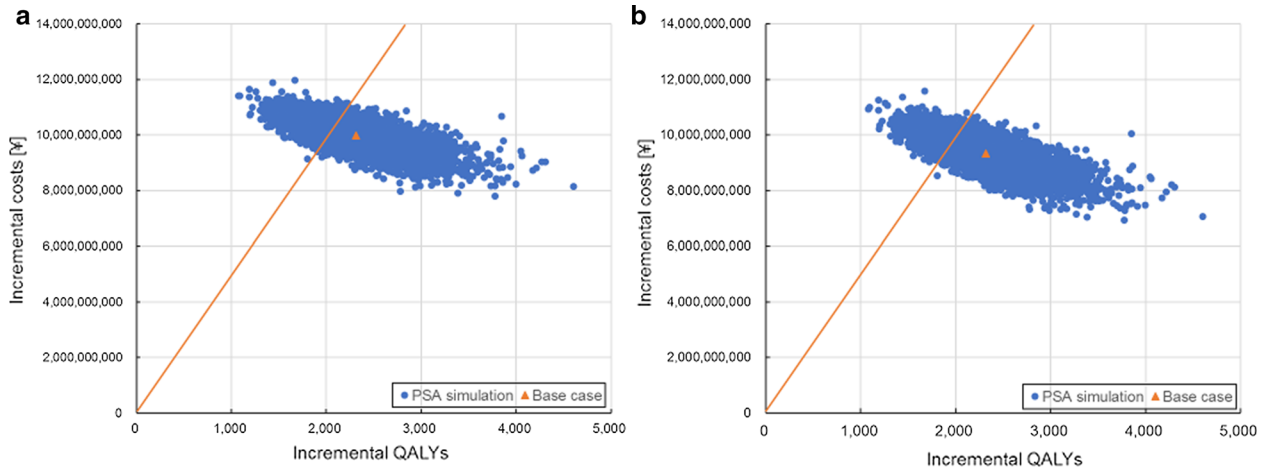 a
14,000,000,000
12,000,000,000
10,000,000,000
8,000,000,000
6,000,000,000
4,000,000,000
2,000,000,000
0
Incremental costs [¥]
PSA simulation Base case
0 1,000 2,000 3,000 4,000 5,000
Incremental QALYs
b
14,000,000,000
12,000,000,000
10,000,000,000
8,000,000,000
6,000,000,000
4,000,000,000
2,000,000,000
0
Incremental costs [¥]
PSA simulation Base case
0 1,000 2,000 3,000 4,000 5,000
Incremental QALYs